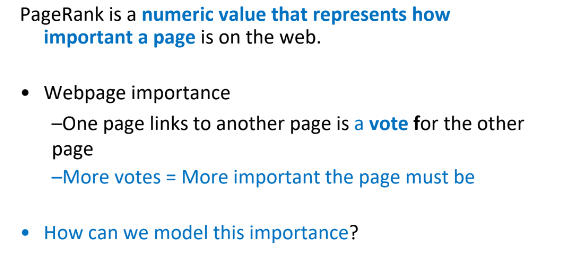 PageRank is a numeric value that represents how
important a page is on the web.
• Webpage importance
–One page links to another page is a vote for the other
page
–More votes = More important the page must be
• How can we model this importance?